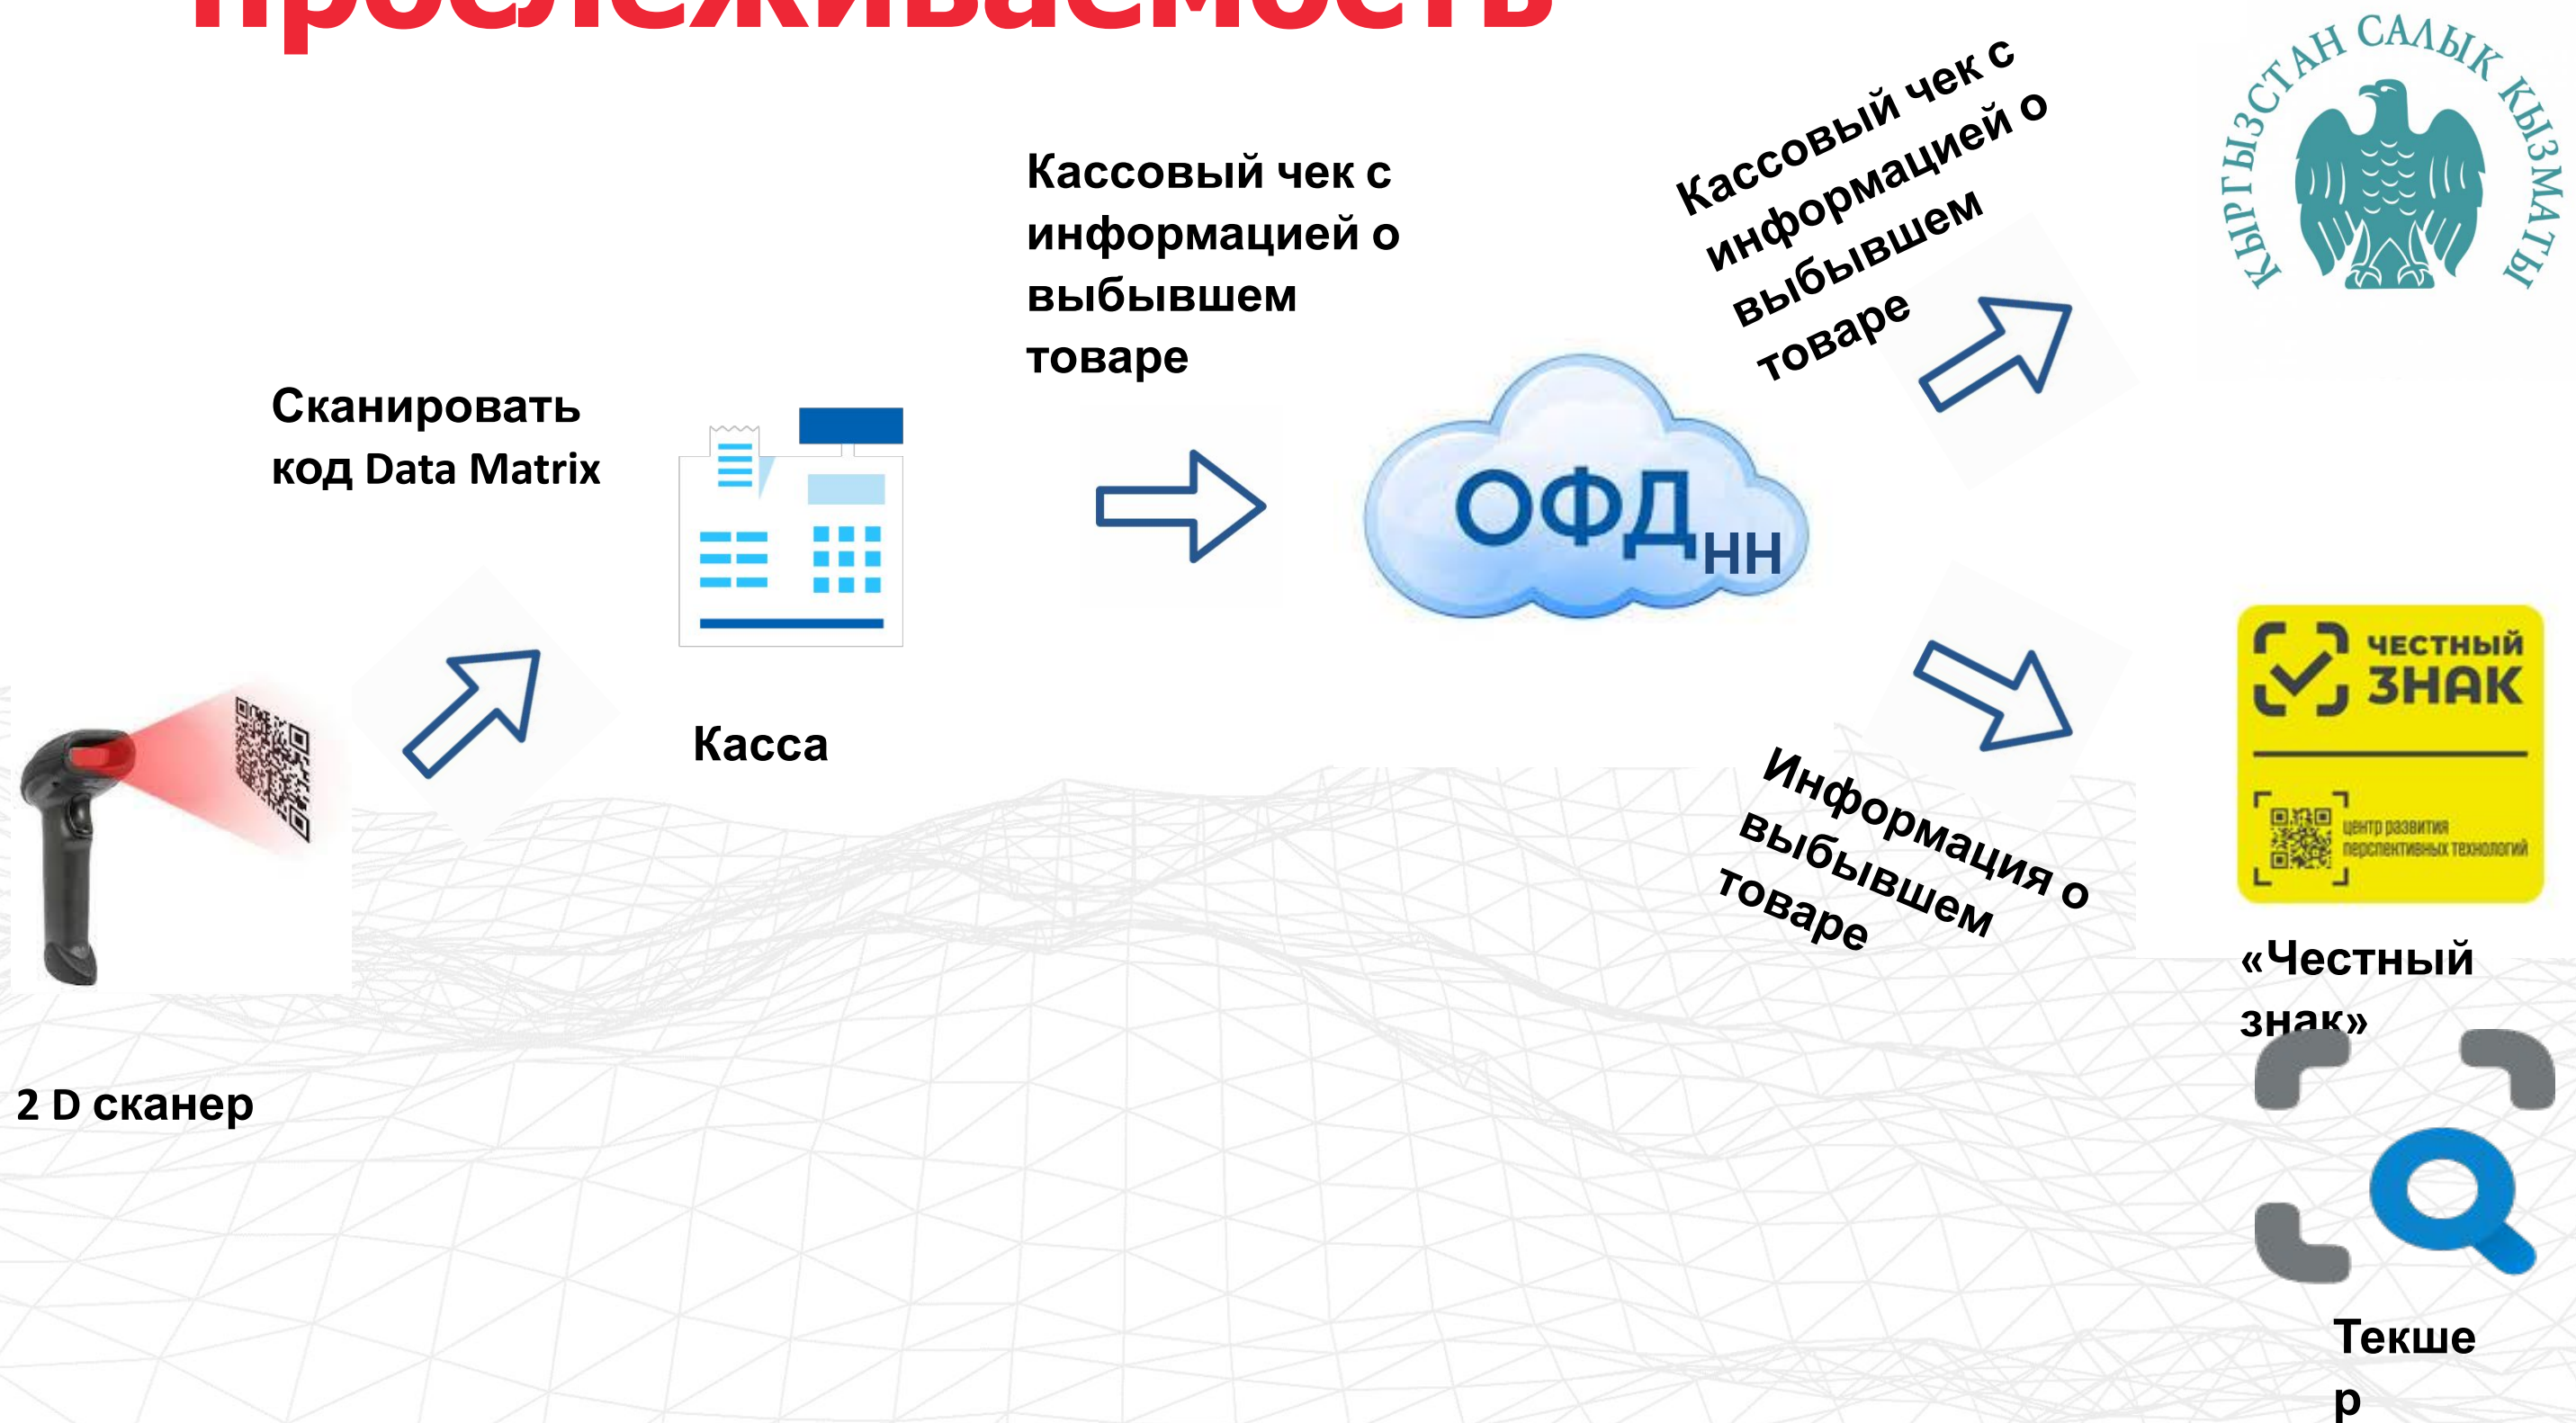 прослеживаемость
КЫРГЫЗСТАН САЛЫК КЫЗМАТЫ
Кассовый чек с
информацией о
выбывшем
товаре
Кассовый чек с
информацией о
выбывшем
товаре
Сканировать
код Data Matrix
ОФД
НН
ЧЕСТНЫЙ
ЗНАК
центр развития
перспективных технологий
Касса
Информация о
выбывшем
товаре
«Честный
знак»
2 D сканер
Текше
р